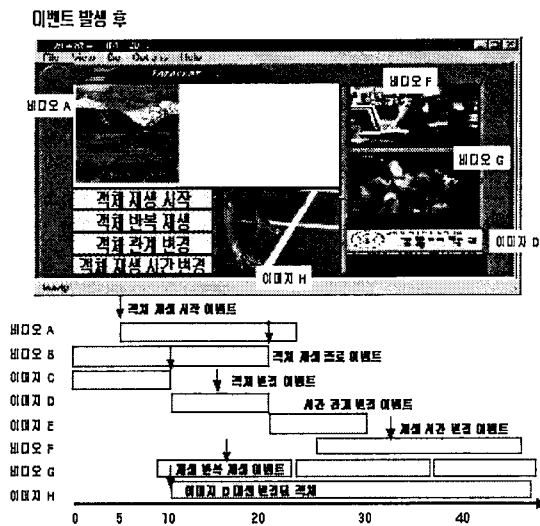 이벤트 발생 후
File View Go Options Help
비디오 A
비디오 F
비디오 G
이미지 D
이미지 H
객체 재생 시작
객체 반복 재생
객체 관계 변경
객체 재생 시간 변경
Ready
객체 재생 시작 이벤트
비디오 A
비디오 B
객체 재생 종료 이벤트
이미지 C
객체 변경 이벤트
이미지 D
시간 관계 변경 이벤트
이미지 E
재생 시간 변경 이벤트
비디오 F
비디오 G
재생 반복 재생 이벤트
이미지 H
이미지 D 대신 변경된 객체
0 5 10 20 30 40